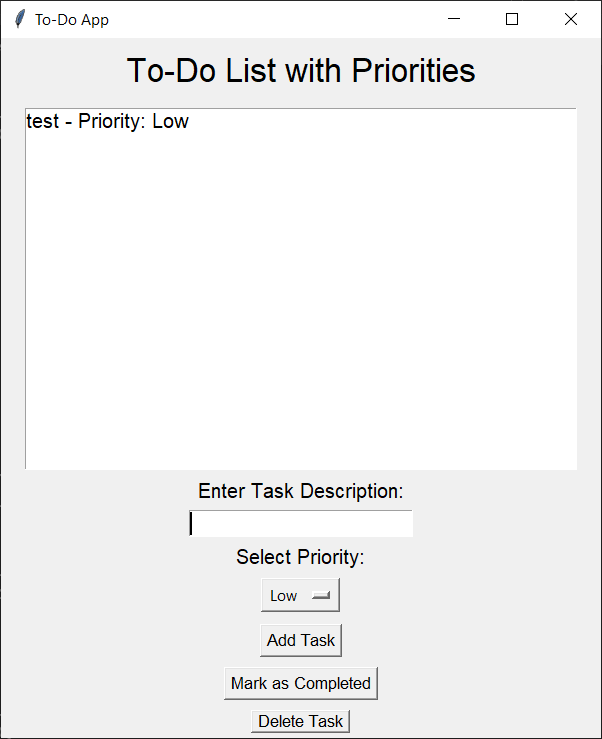 To-Do App
To-Do List with Priorities
test - Priority: Low
Enter Task Description:
Select Priority:
Low
Add Task
Mark as Completed
Delete Task